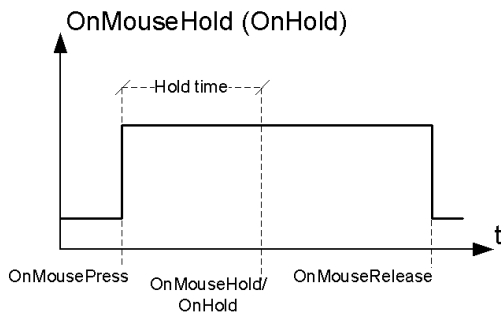 OnMouseHold (OnHold)
Hold time
t
OnMousePress
OnMouseHold/
OnHold
OnMouseRelease